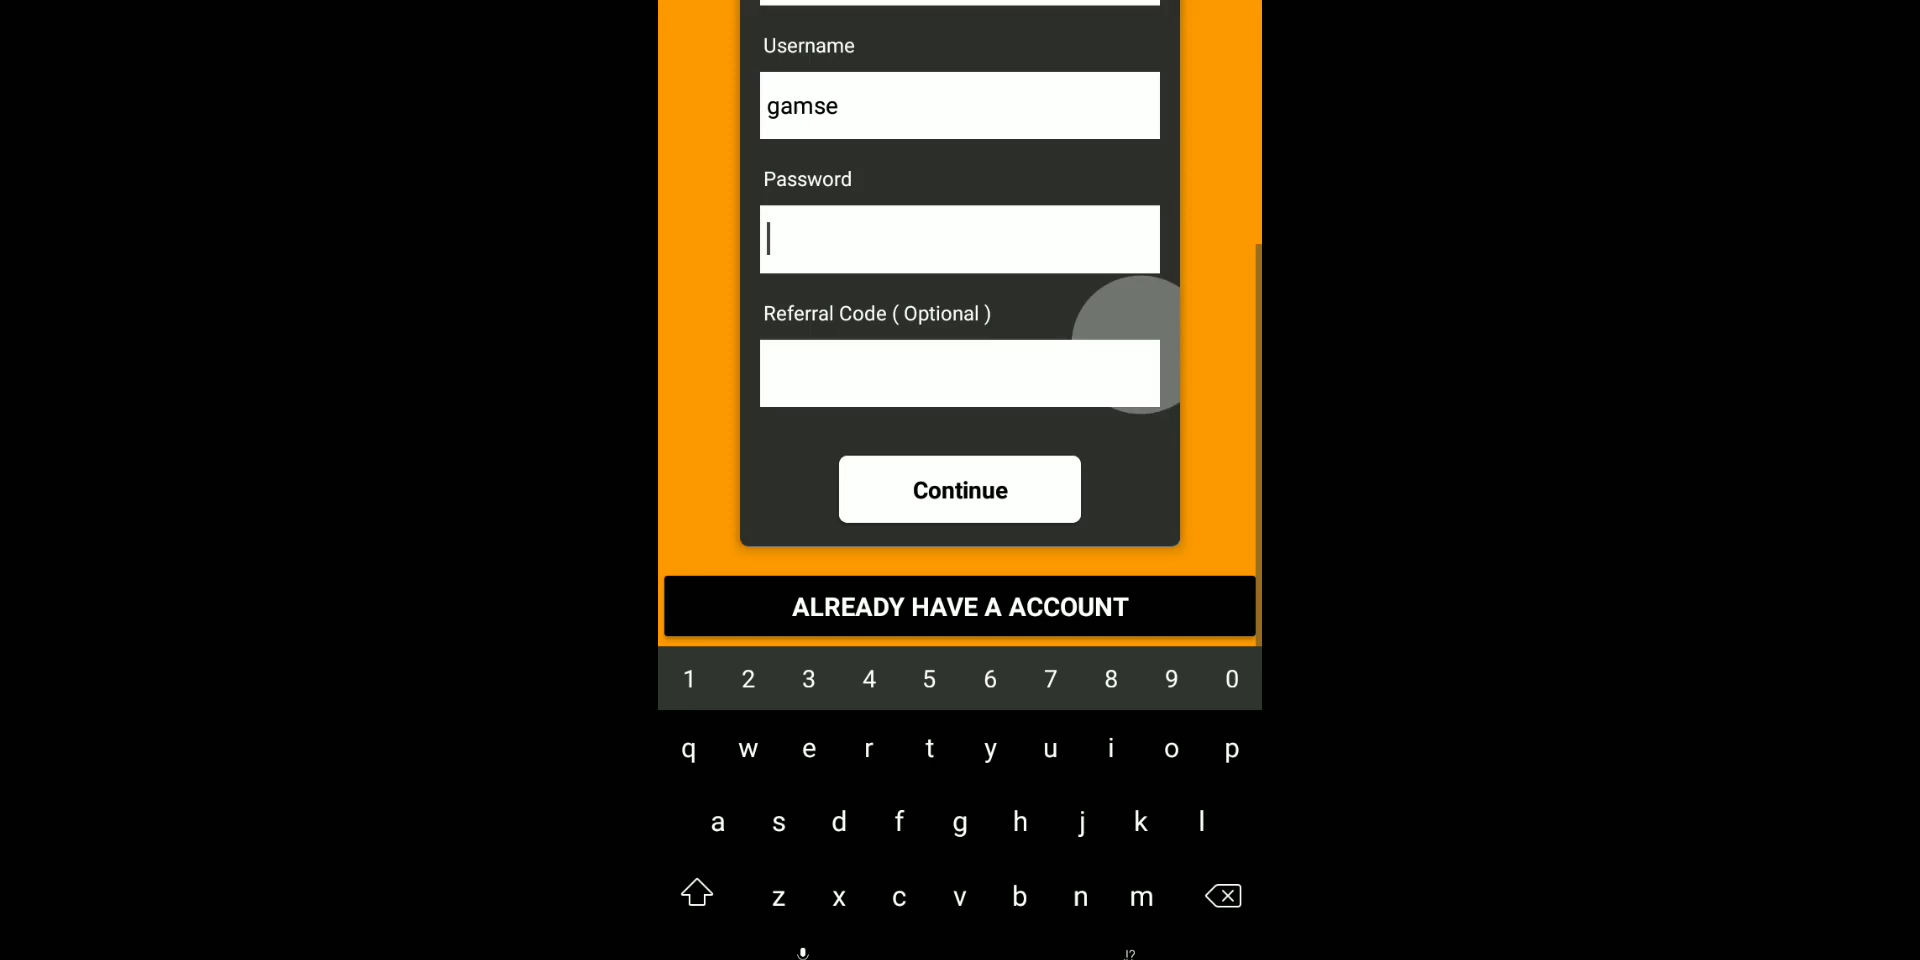 Username
gamse
Password
Referral Code ( Optional )
Continue
ALREADY HAVE A ACCOUNT
1 2 3 4 5 6 7 8 9 0
q w e r t y u i o p
a s d f g h j k l
z x c v b n m
!?